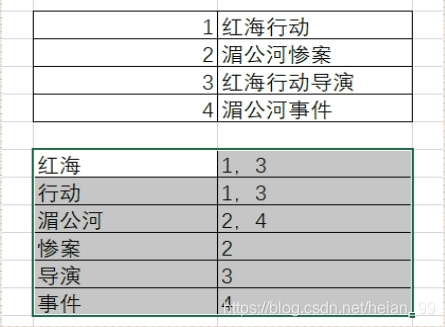 1 红海行动
2 湄公河惨案
3 红海行动导演
4 湄公河事件
红海 1，3
行动 1，3
湄公河 2，4
惨案 2
导演 3
事件 4
https://blog.csdn.net/heian_99